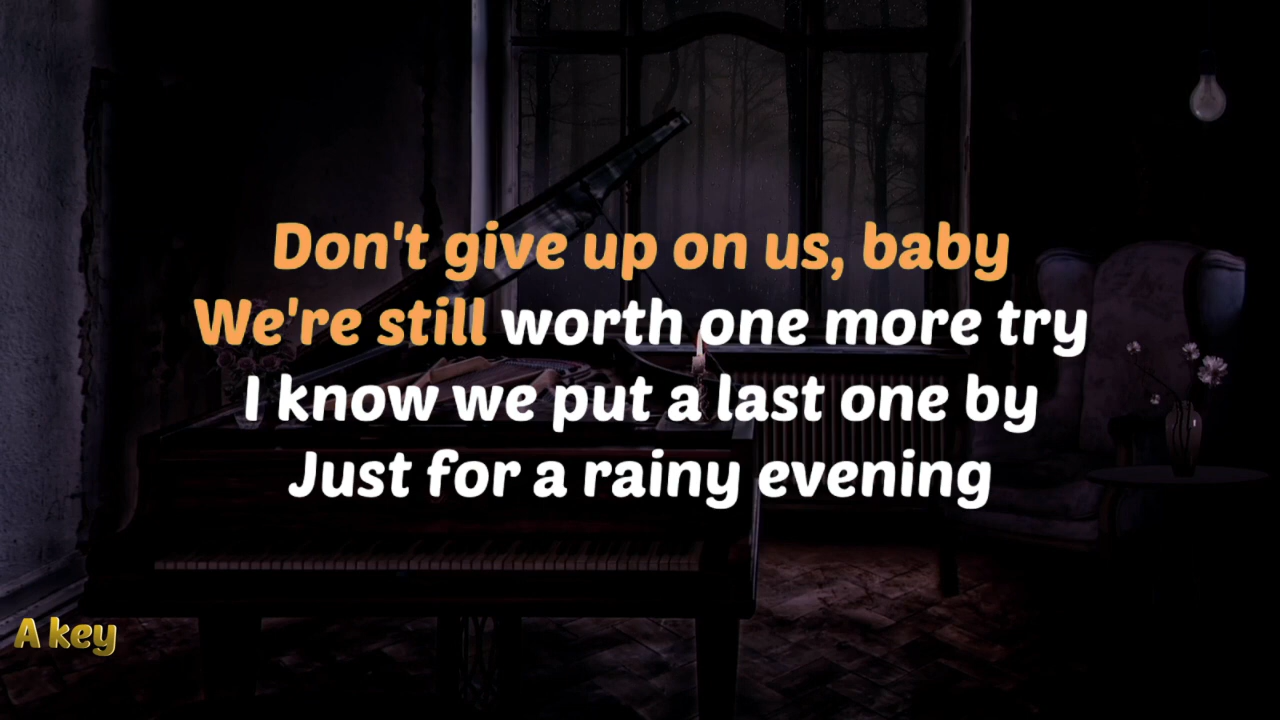 Don't give up on us, baby
We're still worth one more try
I know we put a last one by
Just for a rainy evening
A key